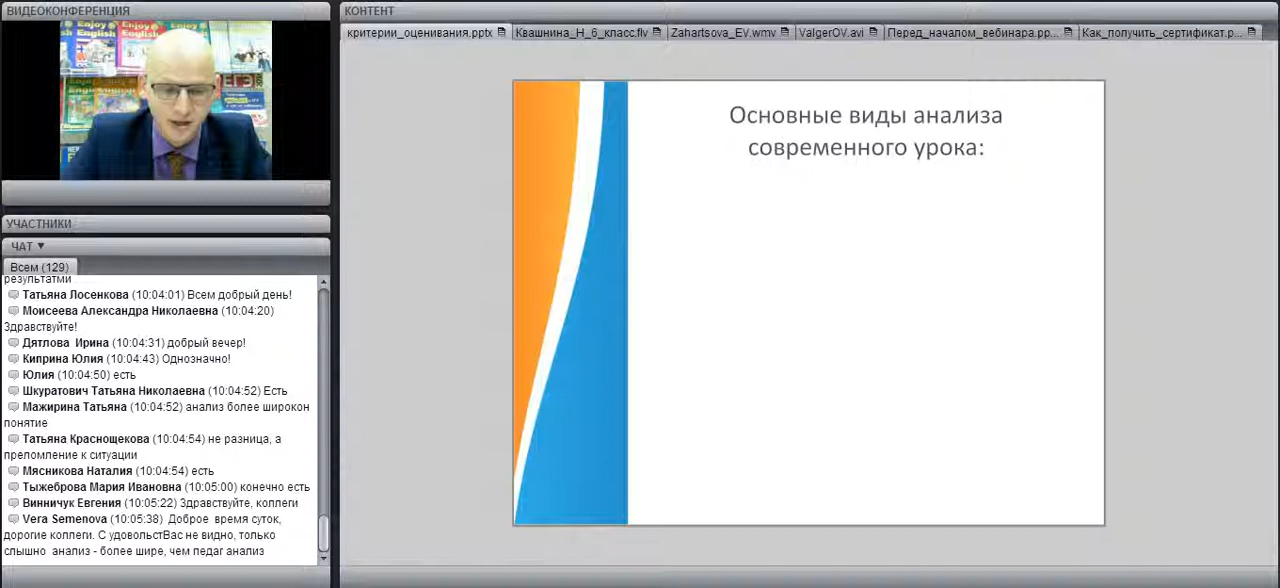 ВИДЕОКОНФЕРЕНЦИЯ
Enjoy English
Enjoy English
ЕГЭ
УЧАСТНИКИ
ЧАТ ▼
Всем (129)
результатми
Татьяна Лосенкова (10:04:01) Всем добрый день!
Моисеева Александра Николаевна (10:04:20)
Здравствуйте!
Дятлова Ирина (10:04:31) добрый вечер!
Киприна Юлия (10:04:43) Однозначно!
Юлия (10:04:50) есть
Шкуратович Татьяна Николаевна (10:04:52) Есть
Мажирина Татьяна (10:04:52) анализ более широкон
понятие
Татьяна Краснощекова (10:04:54) не разница, а
преломление к ситуации
Мясникова Наталия (10:04:54) есть
Тыжеброва Мария Ивановна (10:05:00) конечно есть
Винничук Евгения (10:05:22) Здравствуйте, коллеги
Vera Semenova (10:05:38) Доброе время суток,
дорогие коллеги. С удовольстВас не видно, только
слышно анализ - более шире, чем педаг анализ
КОНТЕНТ
критерии_оценивания.pptx
Квашнина_Н_6_класс.flv
Zahartsova_EV.wmv
ValgerOV.avi
Перед_началом_вебинара.pp...
Как_получить_сертификат.p...
Основные виды анализа
современного урока: